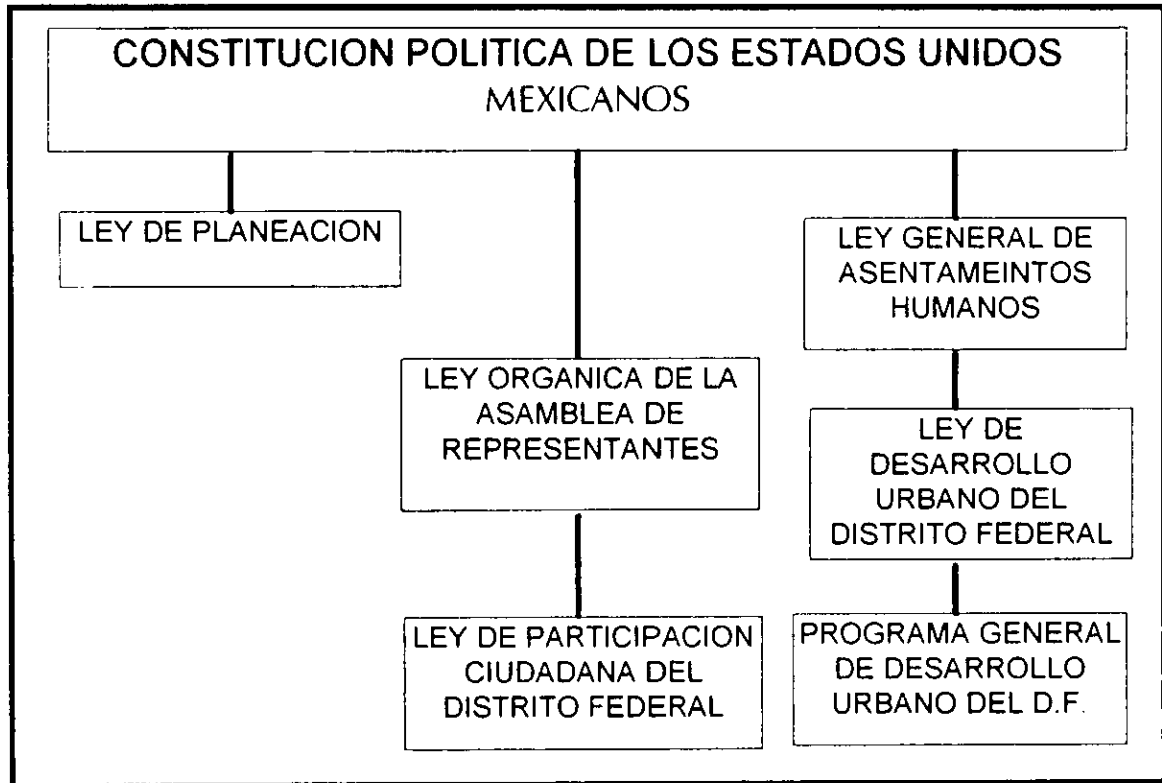 CONSTITUCION POLITICA DE LOS ESTADOS UNIDOS
MEXICANOS
LEY DE PLANEACION
LEY GENERAL DE
ASENTAMEINTOS
HUMANOS
LEY ORGANICA DE LA
ASAMBLEA DE
REPRESENTANTES
LEY DE
DESARROLLO
URBANO DEL
DISTRITO FEDERAL
LEY DE PARTICIPACION
CIUDADANA DEL
DISTRITO FEDERAL
PROGRAMA GENERAL
DE DESARROLLO
URBANO DEL D.F.